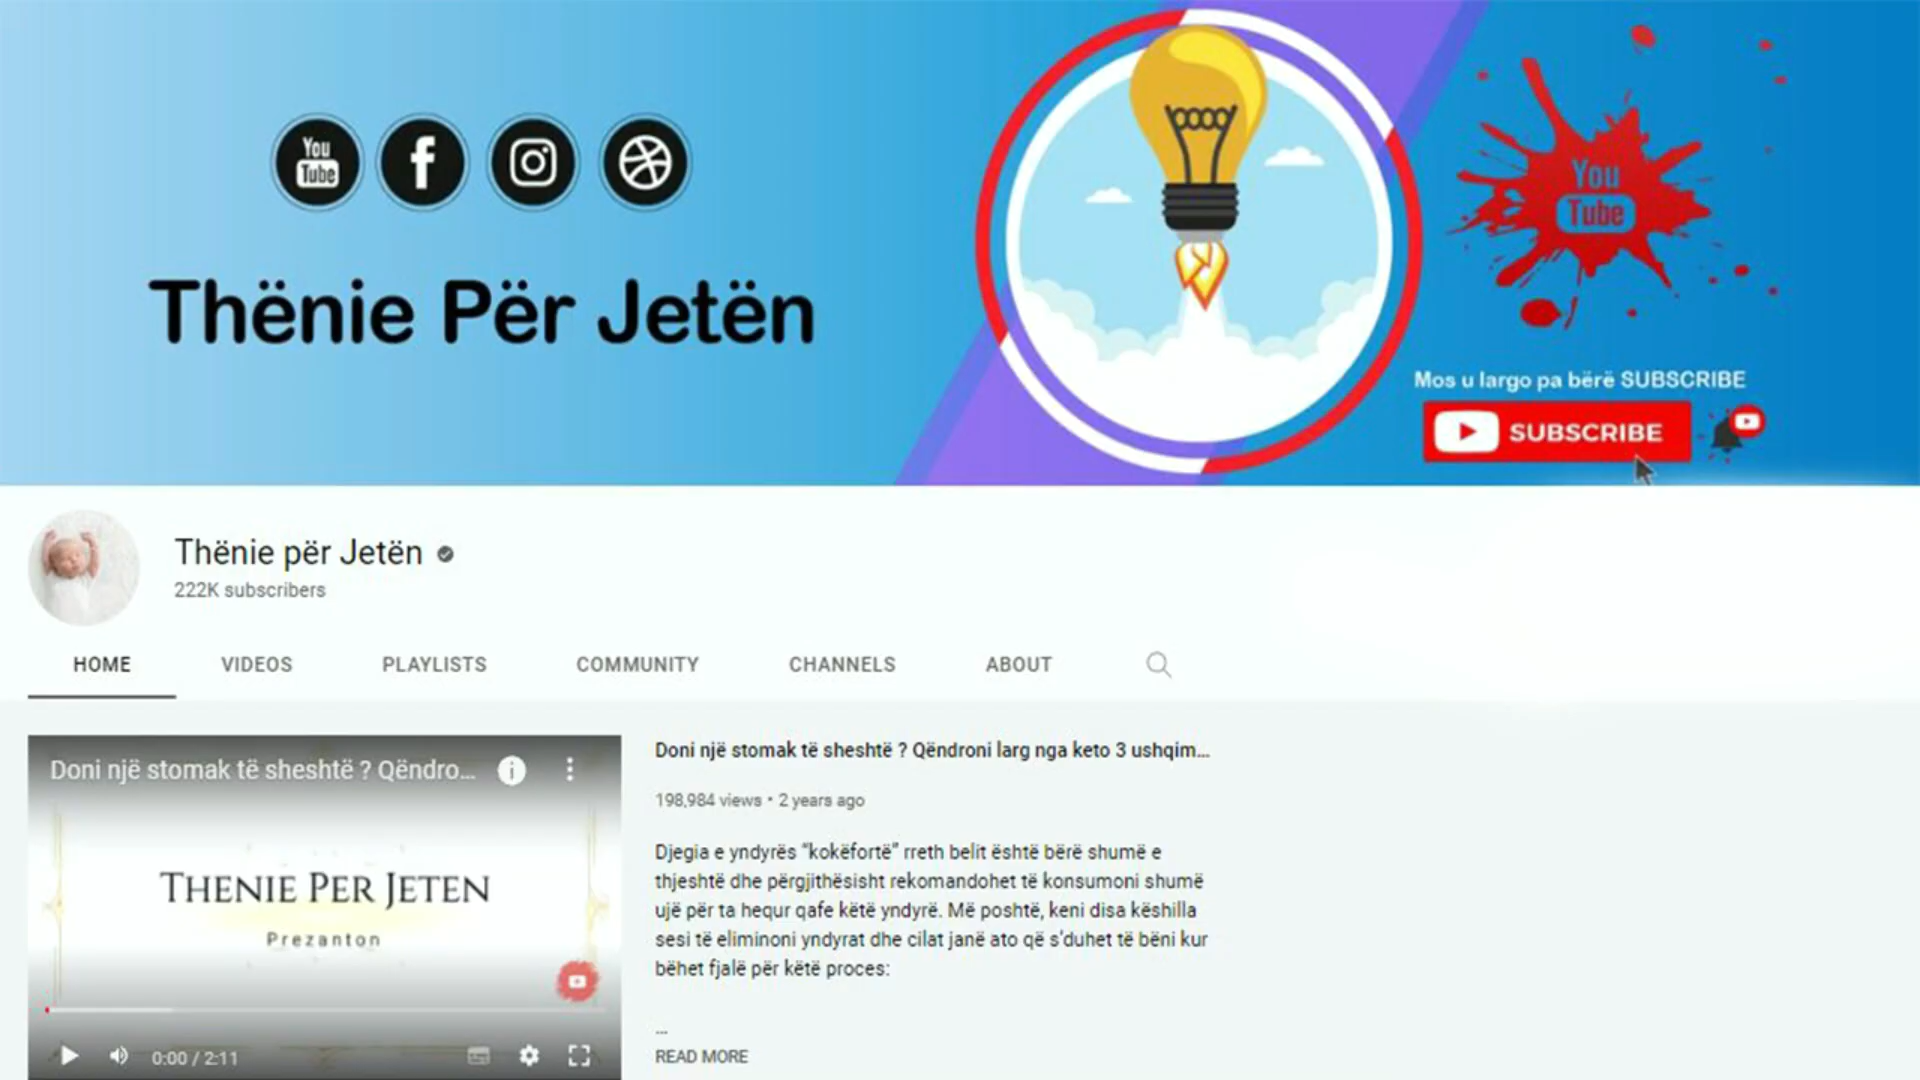 You
Tube
Thënie Për Jetën
You
Tube
Mos u largo pa bërë SUBSCRIBE
SUBSCRIBE
Thënie për Jetën
222K subscribers
HOME VIDEOS PLAYLISTS COMMUNITY CHANNELS ABOUT
Doni një stomak të sheshtë ? Qëndro...
THENIE PER JETEN
Prezanton
0:00 / 2:11
Doni një stomak të sheshtë ? Qëndroni larg nga keto 3 ushqim...
198,984 views • 2 years ago
Djegia e yndyrës “kokëfortë” rreth belit është bërë shumë e
thjeshtë dhe përgjithësisht rekomandohet të konsumoni shumë
ujë për ta hequr qafe këtë yndyrë. Më poshtë, keni disa këshilla
sesi të eliminoni yndyrat dhe cilat janë ato që s'duhet të bëni kur
bëhet fjalë për këtë proces:
...
READ MORE